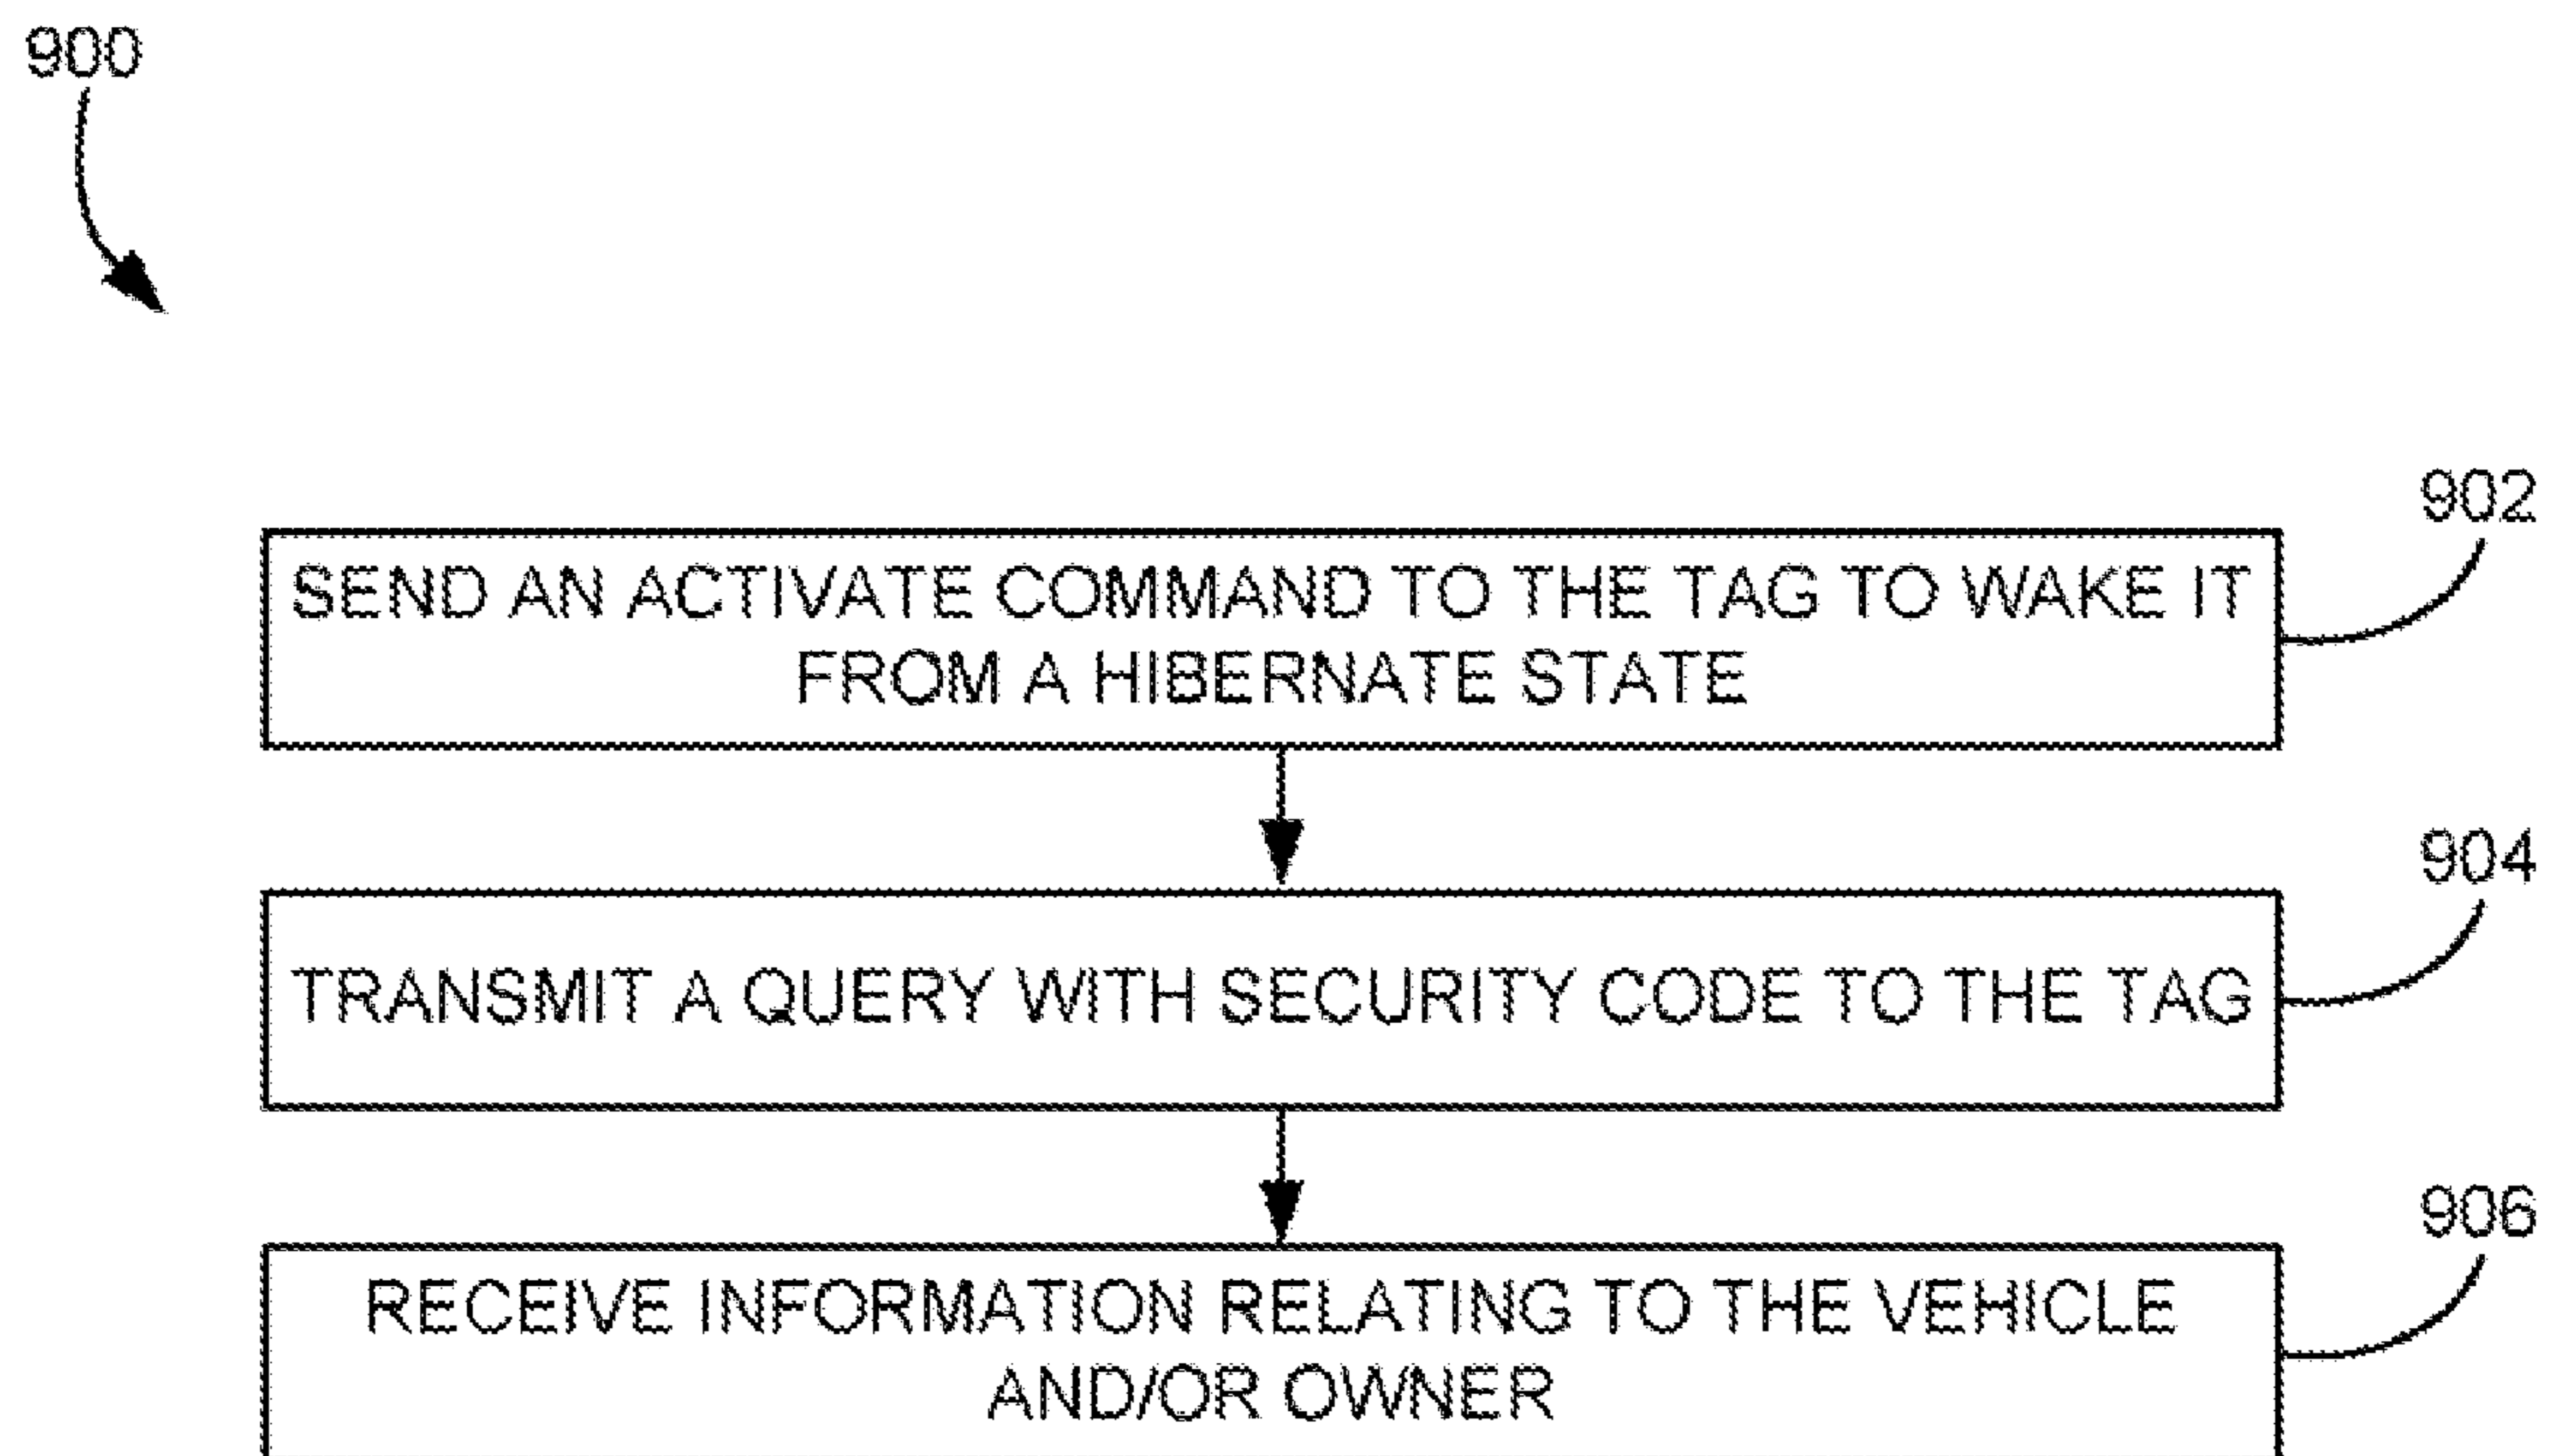 900
902
SEND AN ACTIVATE COMMAND TO THE TAG TO WAKE IT
FROM A HIBERNATE STATE
904
TRANSMIT A QUERY WITH SECURITY CODE TO THE TAG
906
RECEIVE INFORMATION RELATING TO THE VEHICLE
AND/OR OWNER